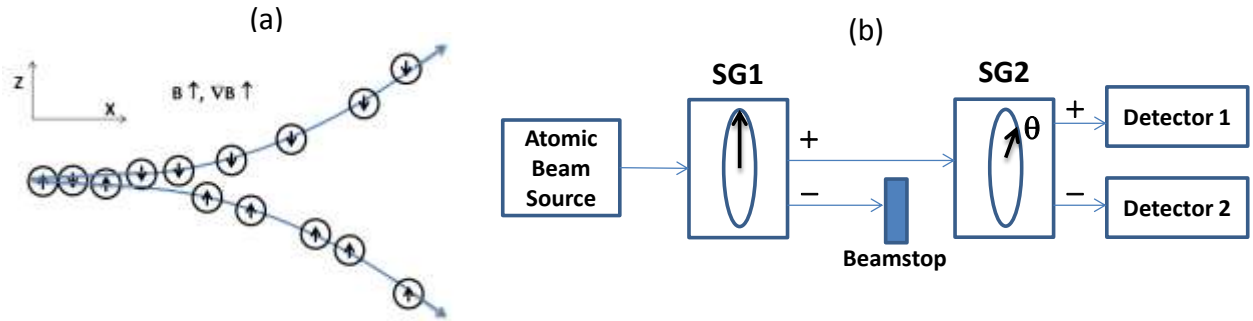 (a)
Z
X
B ↑, ∇B ↑
(b)
SG1
SG2
Atomic
Beam
Source
+
−
Beamstop
θ
+
−
Detector 1
Detector 2